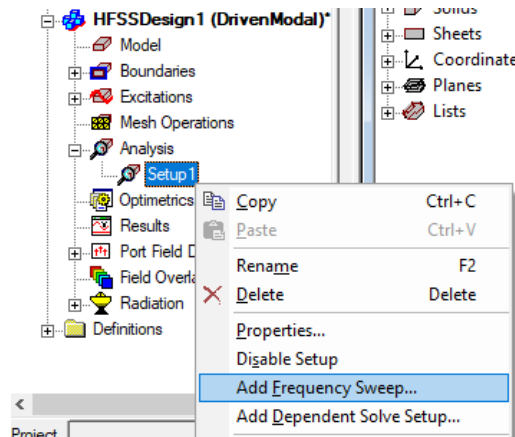 HFSSDesign1 (DrivenModal)*
Model
Boundaries
Excitations
Mesh Operations
Analysis
Setup1
Optimetrics
Results
Port Field D
Field Overla
Radiation
Definitions
Solids
Sheets
Coordinate
Planes
Lists
Copy Ctrl+C
Paste Ctrl+V
Rename F2
Delete Delete
Properties...
Disable Setup
Add Frequency Sweep...
Add Dependent Solve Setup...
Project